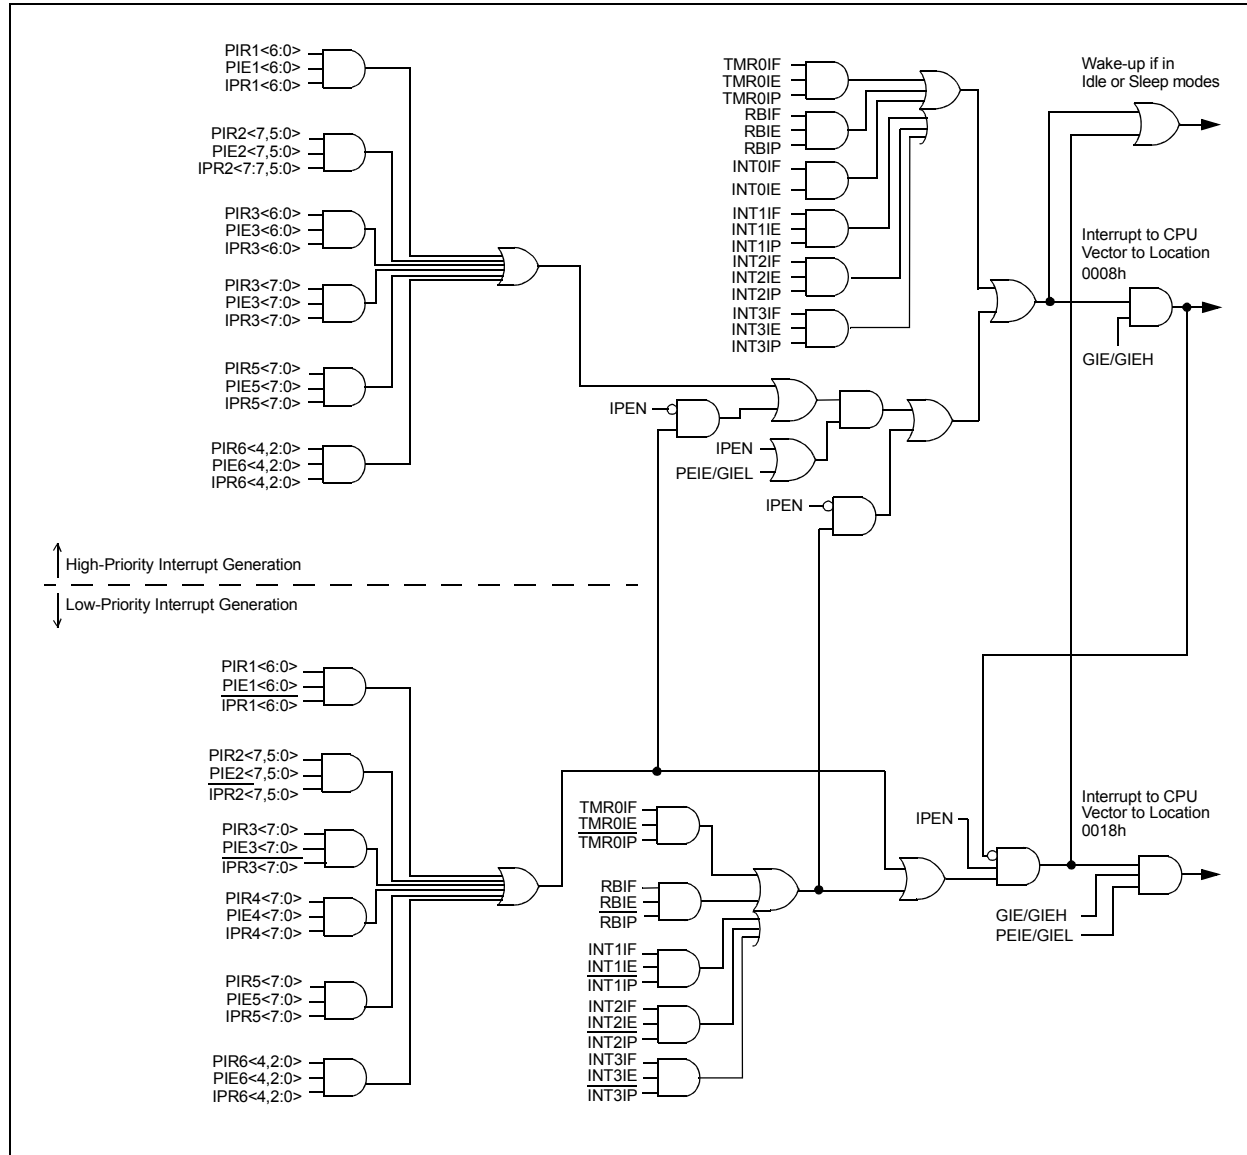 PIR1<6:0>
PIE1<6:0>
IPR1<6:0>
PIR2<7,5:0>
PIE2<7,5:0>
IPR2<7:7,5:0>
PIR3<6:0>
PIE3<6:0>
IPR3<6:0>
PIR3<7:0>
PIE3<7:0>
IPR3<7:0>
PIR5<7:0>
PIE5<7:0>
IPR5<7:0>
PIR6<4,2:0>
PIE6<4,2:0>
IPR6<4,2:0>
TMR0IF
TMR0IE
TMR0IP
RBIF
RBIE
RBIP
INT0IF
INT0IE
INT1IF
INT1IE
INT1IP
INT2IF
INT2IE
INT2IP
INT3IF
INT3IE
INT3IP
Wake-up if in
Idle or Sleep modes
Interrupt to CPU
Vector to Location
0008h
GIE/GIEH
IPEN
IPEN
PEIE/GIEL
IPEN
High-Priority Interrupt Generation
Low-Priority Interrupt Generation
PIR1<6:0>
PIE1<6:0>
IPR1<6:0>
PIR2<7,5:0>
PIE2<7,5:0>
IPR2<7,5:0>
PIR3<7:0>
PIE3<7:0>
IPR3<7:0>
PIR4<7:0>
PIE4<7:0>
IPR4<7:0>
PIR5<7:0>
PIE5<7:0>
IPR5<7:0>
PIR6<4,2:0>
PIE6<4,2:0>
IPR6<4,2:0>
TMR0IF
TMR0IE
TMR0IP
RBIF
RBIE
RBIP
INT1IF
INT1IE
INT1IP
INT2IF
INT2IE
INT2IP
INT3IF
INT3IE
INT3IP
IPEN
Interrupt to CPU
Vector to Location
0018h
GIE/GIEH
PEIE/GIEL